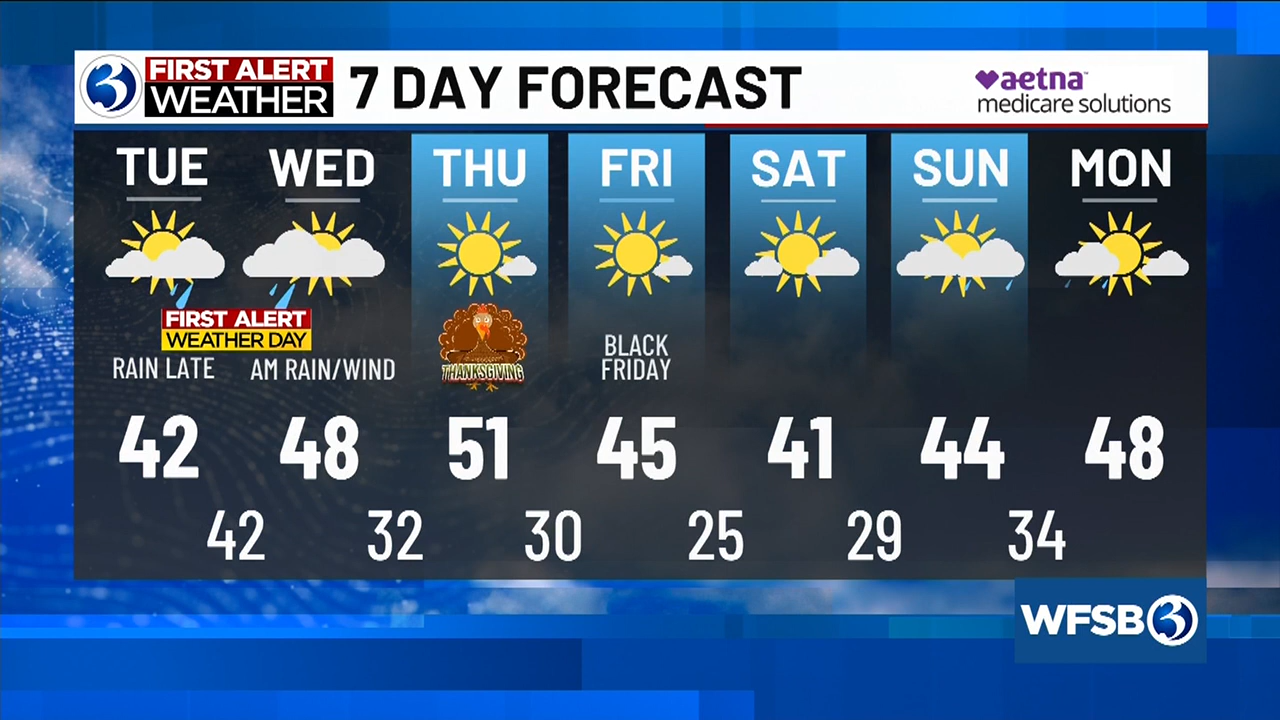 3 FIRST ALERT
WEATHER
7 DAY FORECAST
aetna™
medicare solutions
TUE WED THU FRI SAT SUN MON
FIRST ALERT
WEATHER DAY
RAIN LATE AM RAIN/WIND
THANKSGIVING
BLACK
FRIDAY
42 48 51 45 41 44 48
42 32 30 25 29 34
WFSB 3